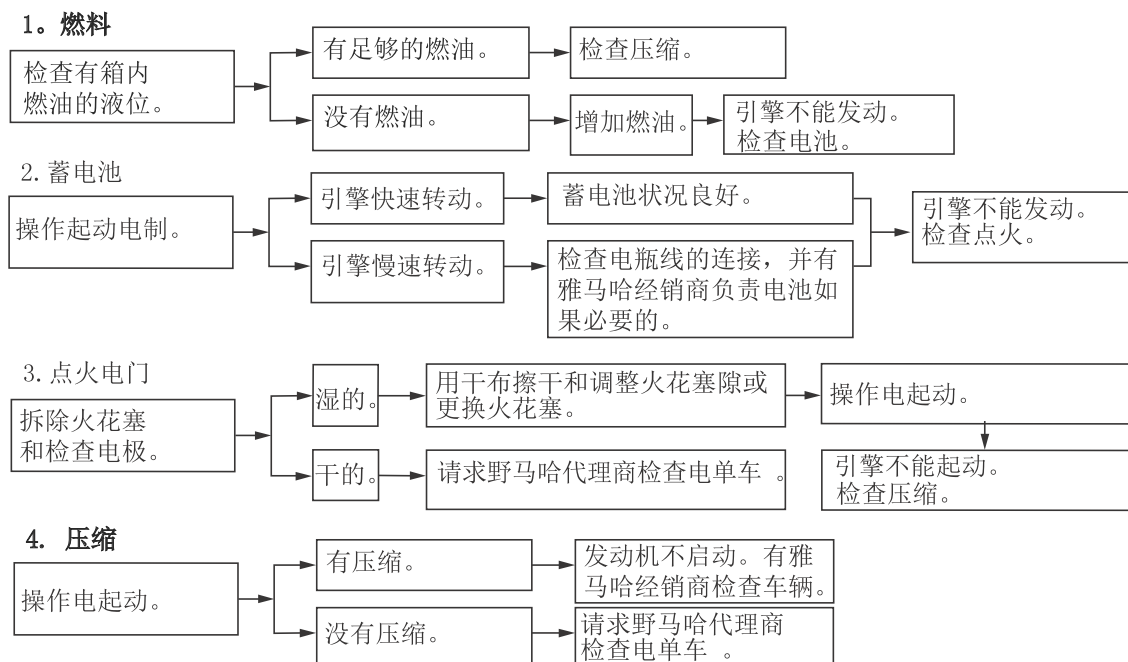 1。燃料
检查有箱内
燃油的液位。
有足够的燃油。
检查压缩。
没有燃油。
增加燃油。
引擎不能发动。
检查电池。
2.蓄电池
操作起动电制。
引擎快速转动。
蓄电池状况良好。
引擎慢速转动。
检查电瓶线的连接，并有
雅马哈经销商负责电池如
果必要的。
引擎不能发动。
检查点火。
3.点火电门
拆除火花塞
和检查电极。
湿的。
用干布擦干和调整火花塞隙或
更换火花塞。
操作电起动。
干的。
请求野马哈代理商检查电单车 。
引擎不能起动。
检查压缩。
4. 压缩
操作电起动。
有压缩。
发动机不启动。有雅
马哈经销商检查车辆。
没有压缩。
请求野马哈代理商
检查电单车 。